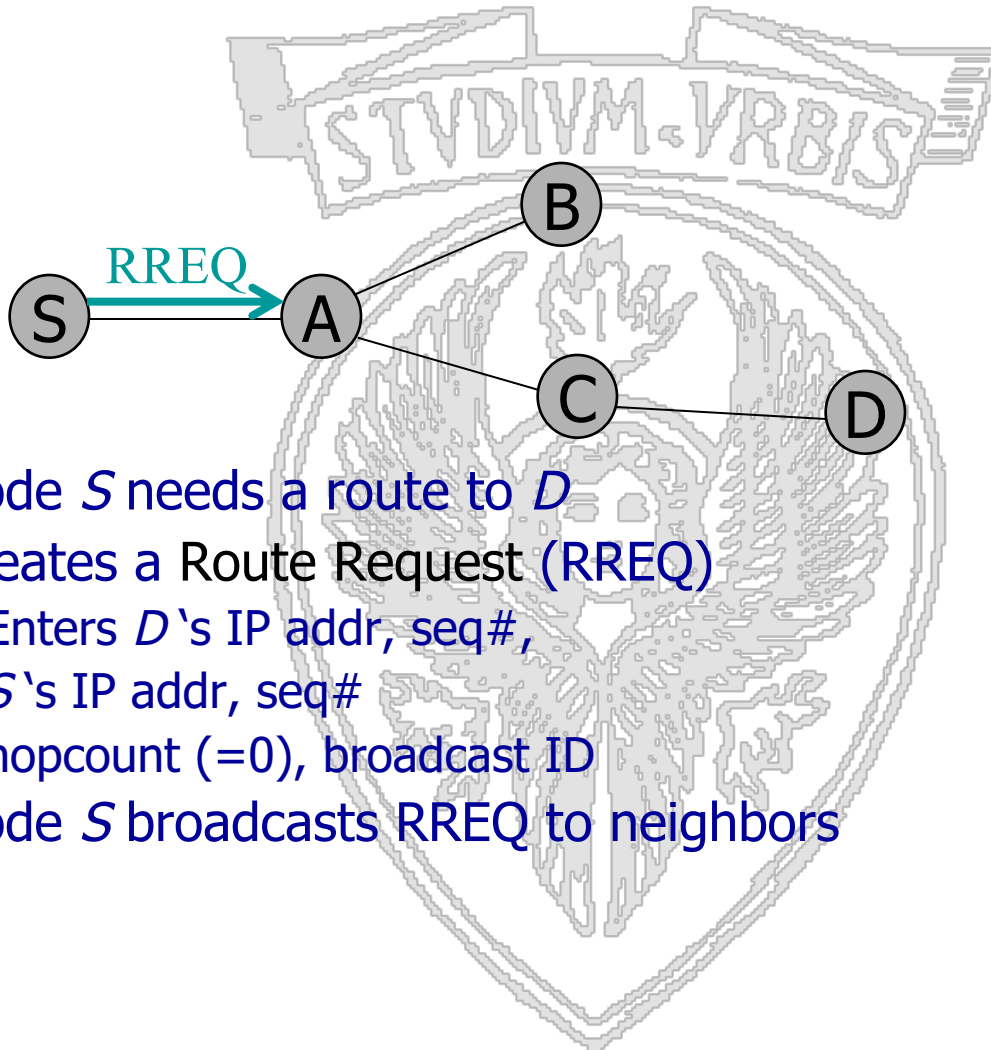 STVDIVM VRBIS
B
RREQ
S
A
C
D
ode S needs a route to D
eates a Route Request (RREQ)
Enters D‘s IP addr, seq#,
S‘s IP addr, seq#
hopcount (=0), broadcast ID
ode S broadcasts RREQ to neighbors